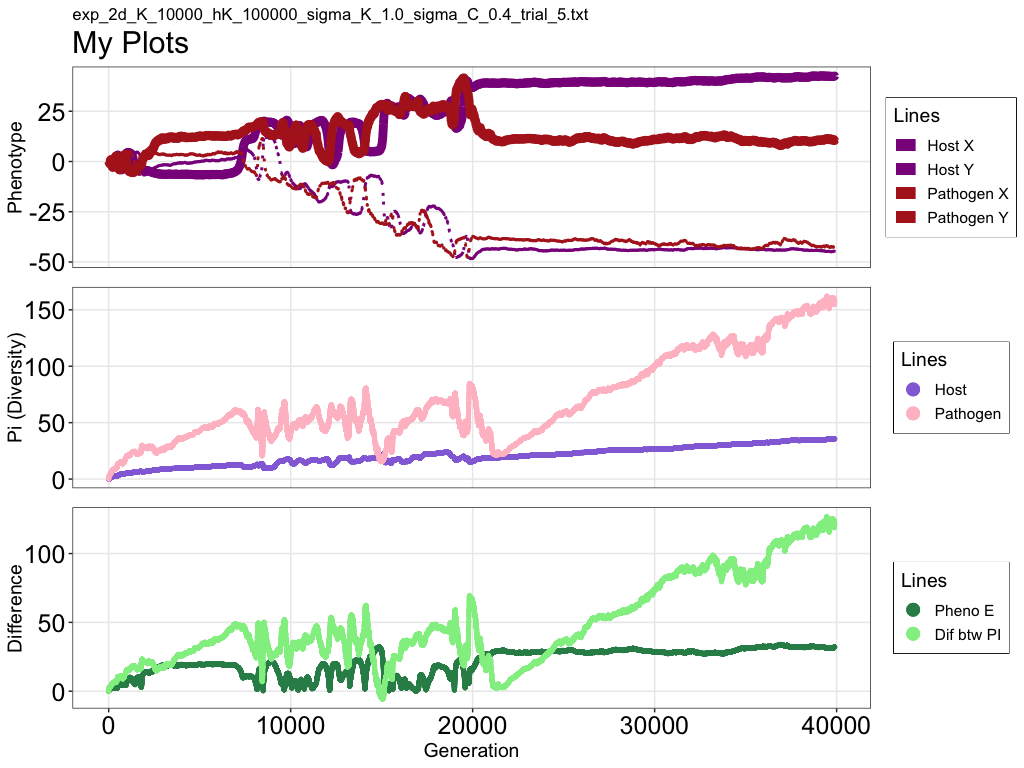 exp_2d_K_10000_hK_100000_sigma_K_1.0_sigma_C_0.4_trial_5.txt
My Plots
Phenotype
25
0
-25
-50
Lines
Host X
Host Y
Pathogen X
Pathogen Y
Pi (Diversity)
150
100
50
0
Lines
Host
Pathogen
Difference
100
50
0
Lines
Pheno E
Dif btw PI
0 10000 20000 30000 40000
Generation